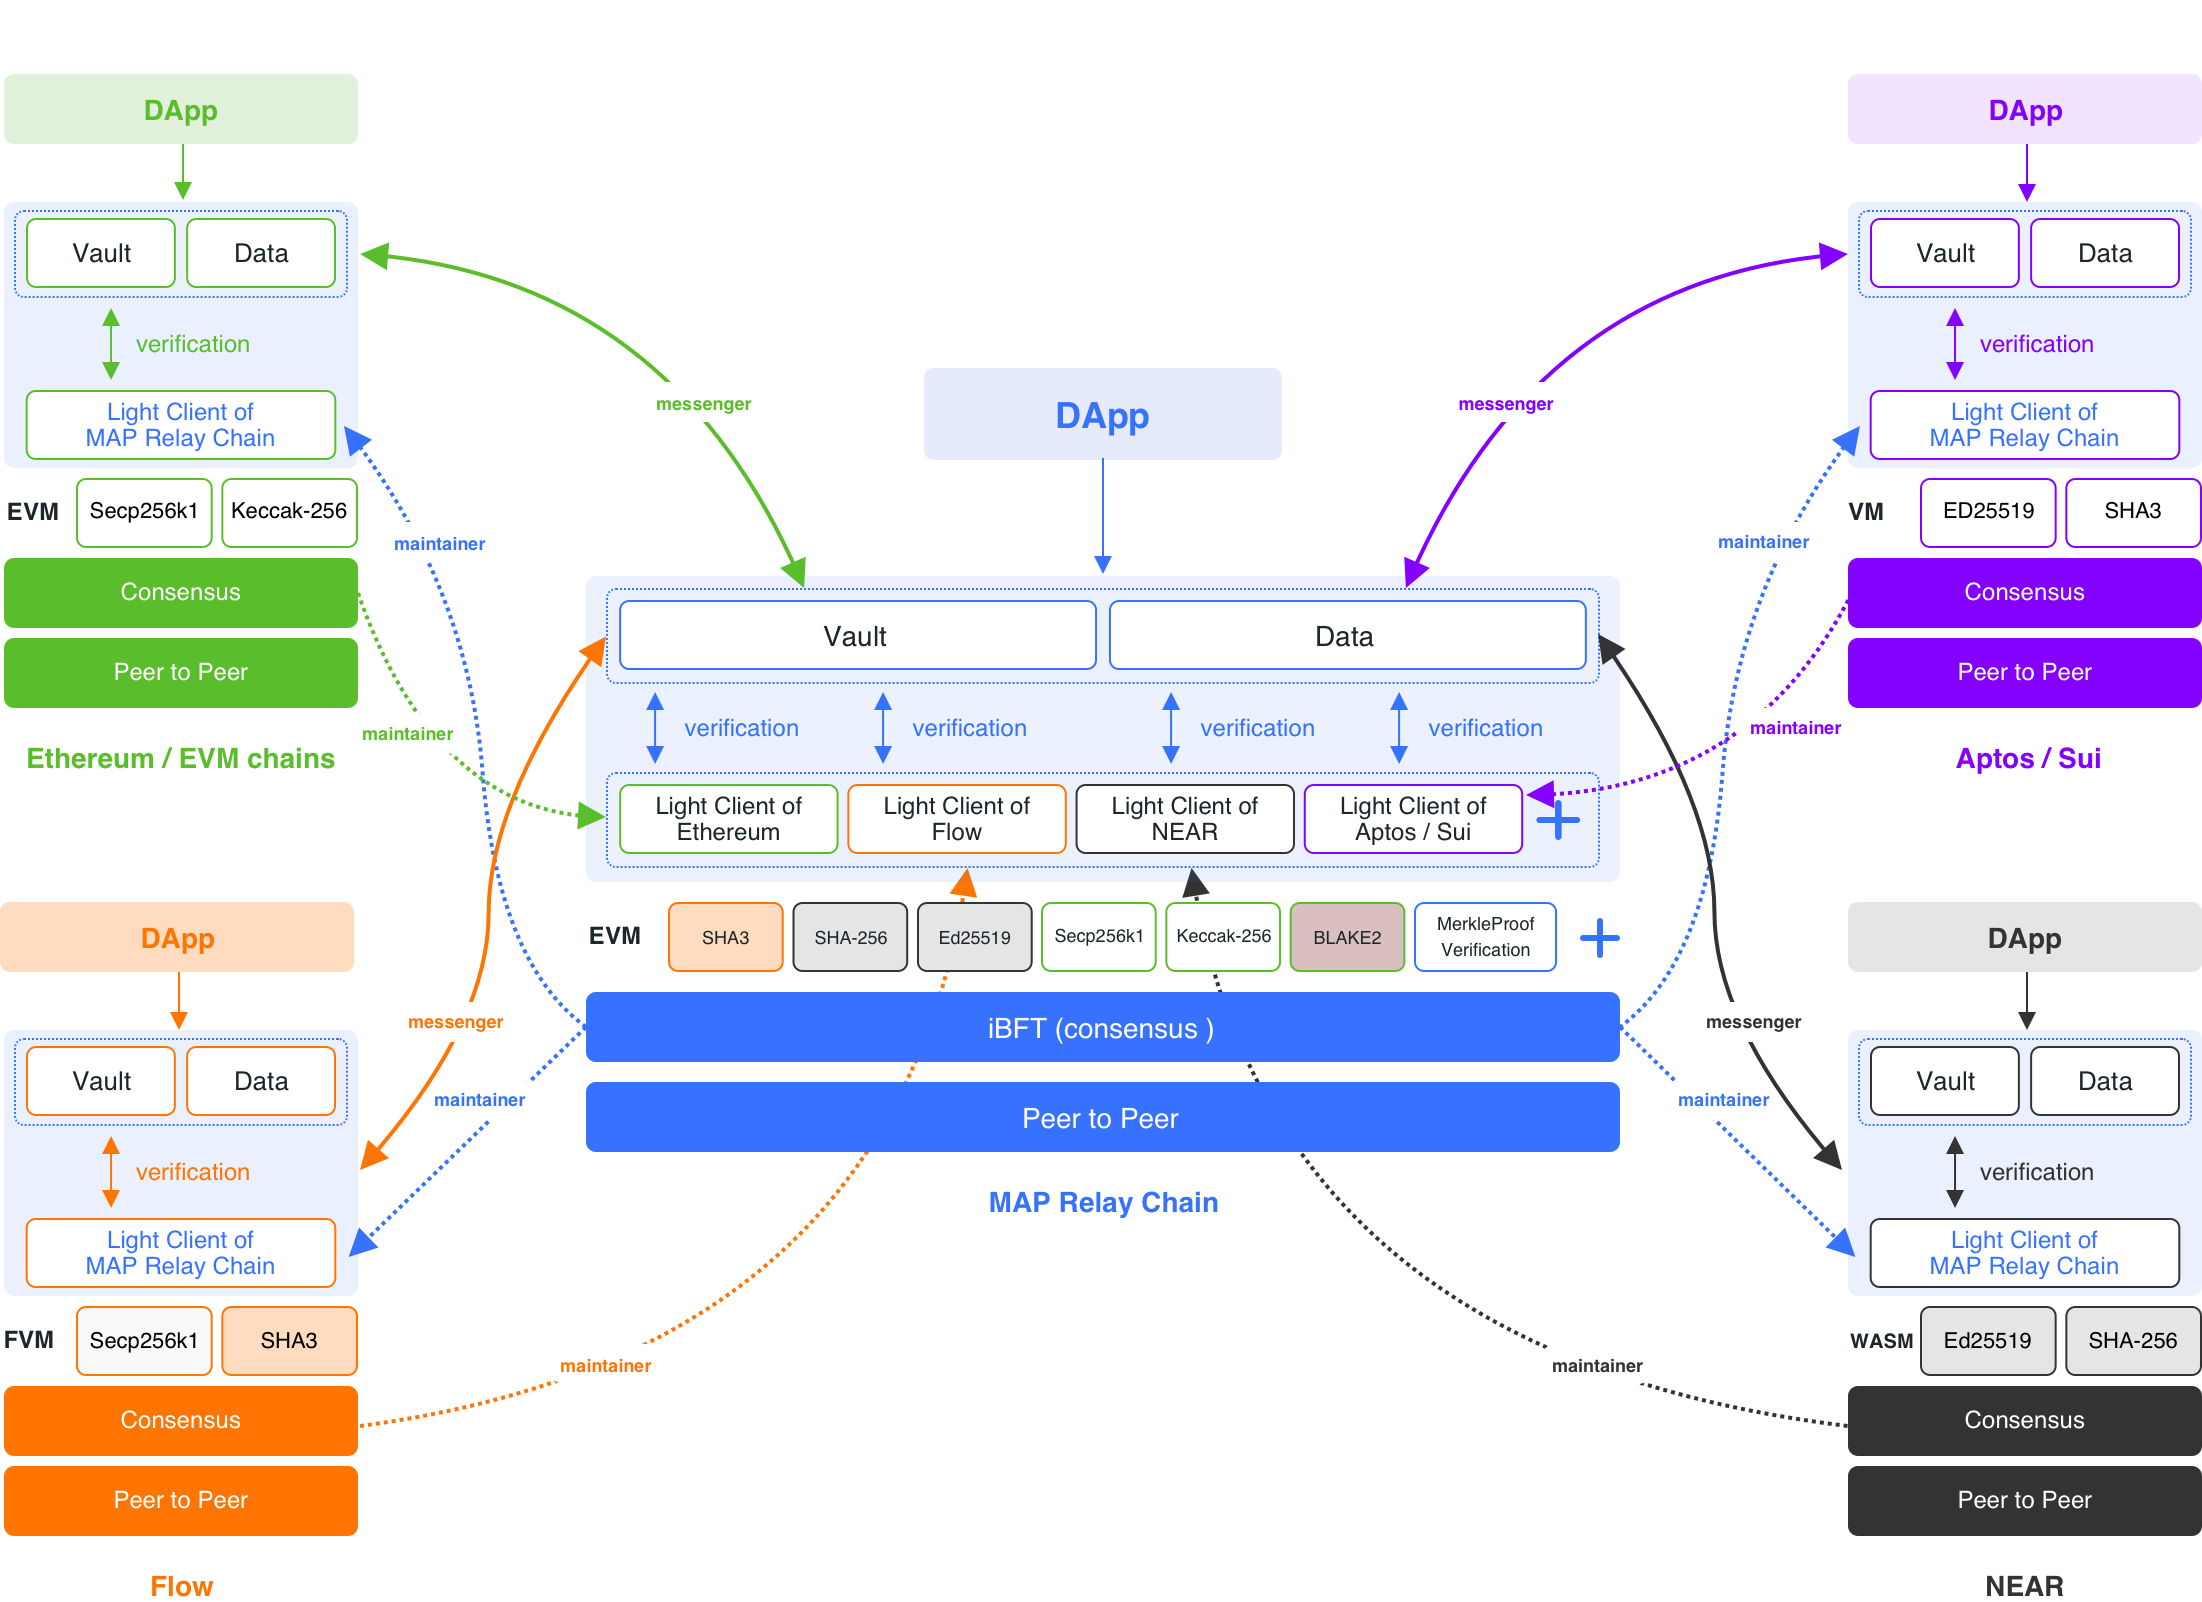 DApp
Vault
Data
verification
Light Client of
MAP Relay Chain
EVM
Secp256k1
Keccak-256
Consensus
Peer to Peer
Ethereum / EVM chains
messenger
maintainer
maintainer
DApp
Vault
Data
verification
Light Client of
MAP Relay Chain
FVM
Secp256k1
SHA3
Consensus
Peer to Peer
Flow
messenger
maintainer
maintainer
DApp
Vault
Data
verification
verification
verification
verification
Light Client of
Ethereum
Light Client of
Flow
Light Client of
NEAR
Light Client of
Aptos / Sui
EVM
SHA3
SHA-256
Ed25519
Secp256k1
Keccak-256
BLAKE2
MerkleProof
Verification
iBFT (consensus )
Peer to Peer
MAP Relay Chain
messenger
maintainer
maintainer
DApp
Vault
Data
verification
Light Client of
MAP Relay Chain
VM
ED25519
SHA3
Consensus
Peer to Peer
Aptos / Sui
messenger
maintainer
maintainer
DApp
Vault
Data
verification
Light Client of
MAP Relay Chain
WASM
Ed25519
SHA-256
Consensus
Peer to Peer
NEAR